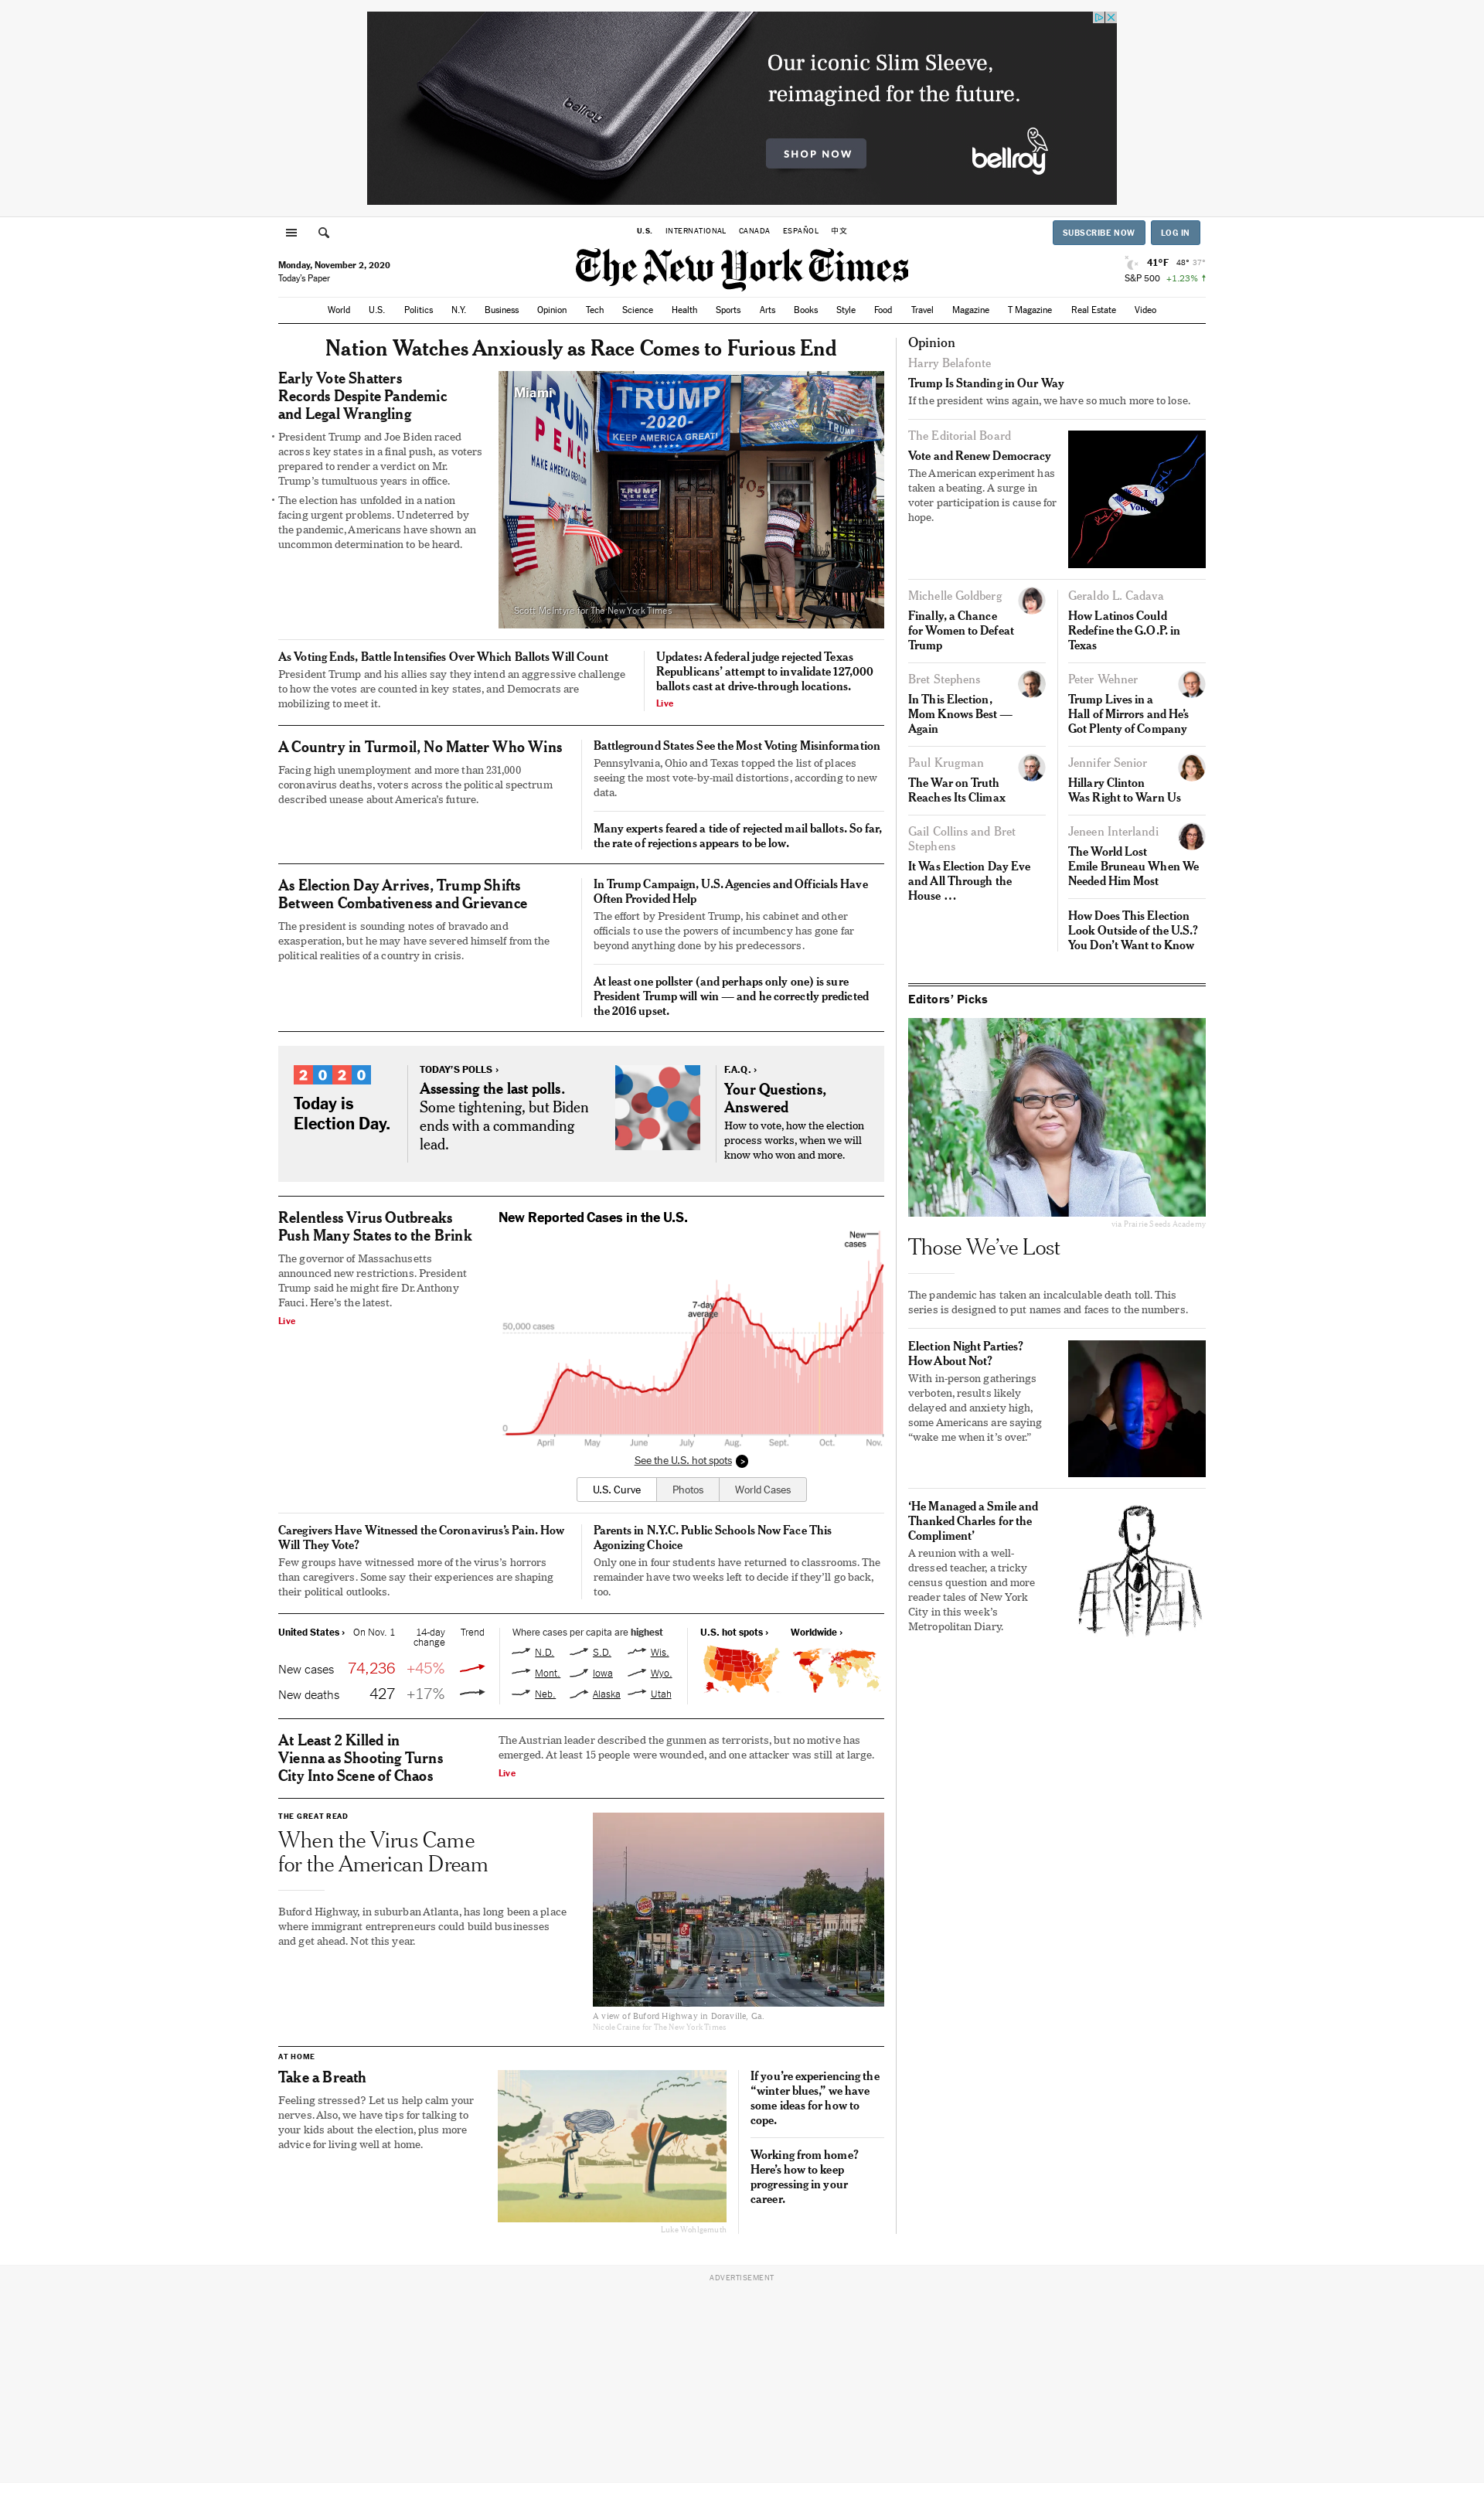 bellroy
Our iconic Slim Sleeve,
reimagined for the future.
SHOP NOW
bellroy
U.S. INTERNATIONAL CANADA ESPAÑOL 中文
SUBSCRIBE NOW LOG IN
Monday, November 2, 2020
Today's Paper
The New York Times
41°F 48° 37°
S&P 500 +1.23% ↑
World U.S. Politics N.Y. Business Opinion Tech Science Health Sports Arts Books Style Food Travel Magazine T Magazine Real Estate Video
Nation Watches Anxiously as Race Comes to Furious End
Early Vote Shatters
Records Despite Pandemic
and Legal Wrangling
• President Trump and Joe Biden raced
across key states in a final push, as voters
prepared to render a verdict on Mr.
Trump's tumultuous years in office.
• The election has unfolded in a nation
facing urgent problems. Undeterred by
the pandemic, Americans have shown an
uncommon determination to be heard.
Miami
TRUMP
PENCE
MAKE AMERICA GREAT
TRUMP
-2020-
KEEP AMERICA GREAT!
TRUMP
TRUMP
PENCE
705
Scott McIntyre for The New York Times
As Voting Ends, Battle Intensifies Over Which Ballots Will Count
President Trump and his allies say they intend an aggressive challenge
to how the votes are counted in key states, and Democrats are
mobilizing to meet it.
Updates: A federal judge rejected Texas
Republicans' attempt to invalidate 127,000
ballots cast at drive-through locations.
Live
A Country in Turmoil, No Matter Who Wins
Facing high unemployment and more than 231,000
coronavirus deaths, voters across the political spectrum
described unease about America's future.
Battleground States See the Most Voting Misinformation
Pennsylvania, Ohio and Texas topped the list of places
seeing the most vote-by-mail distortions, according to new
data.
Many experts feared a tide of rejected mail ballots. So far,
the rate of rejections appears to be low.
As Election Day Arrives, Trump Shifts
Between Combativeness and Grievance
The president is sounding notes of bravado and
exasperation, but he may have severed himself from the
political realities of a country in crisis.
In Trump Campaign, U.S. Agencies and Officials Have
Often Provided Help
The effort by President Trump, his cabinet and other
officials to use the powers of incumbency has gone far
beyond anything done by his predecessors.
At least one pollster (and perhaps only one) is sure
President Trump will win — and he correctly predicted
the 2016 upset.
2020
Today is
Election Day.
TODAY'S POLLS ›
Assessing the last polls.
Some tightening, but Biden
ends with a commanding
lead.
F.A.Q. ›
Your Questions,
Answered
How to vote, how the election
process works, when we will
know who won and more.
Relentless Virus Outbreaks
Push Many States to the Brink
The governor of Massachusetts
announced new restrictions. President
Trump said he might fire Dr. Anthony
Fauci. Here's the latest.
Live
New Reported Cases in the U.S.
New
cases
7-day
average
50,000 cases
0
April May June July Aug. Sept. Oct. Nov.
See the U.S. hot spots >
U.S. Curve Photos World Cases
Caregivers Have Witnessed the Coronavirus's Pain. How
Will They Vote?
Few groups have witnessed more of the virus's horrors
than caregivers. Some say their experiences are shaping
their political outlooks.
Parents in N.Y.C. Public Schools Now Face This
Agonizing Choice
Only one in four students have returned to classrooms. The
remainder have two weeks left to decide if they'll go back,
too.
United States › On Nov. 1 14-day
change Trend
New cases 74,236 +45%
New deaths 427 +17%
Where cases per capita are highest
N.D. S.D. Wis.
Mont. Iowa Wyo.
Neb. Alaska Utah
U.S. hot spots › Worldwide ›
At Least 2 Killed in
Vienna as Shooting Turns
City Into Scene of Chaos
The Austrian leader described the gunmen as terrorists, but no motive has
emerged. At least 15 people were wounded, and one attacker was still at large.
Live
THE GREAT READ
When the Virus Came
for the American Dream
Buford Highway, in suburban Atlanta, has long been a place
where immigrant entrepreneurs could build businesses
and get ahead. Not this year.
A view of Buford Highway in Doraville, Ga.
Nicole Craine for The New York Times
AT HOME
Take a Breath
Feeling stressed? Let us help calm your
nerves. Also, we have tips for talking to
your kids about the election, plus more
advice for living well at home.
Luke Wohlgemuth
If you're experiencing the
“winter blues,” we have
some ideas for how to
cope.
Working from home?
Here's how to keep
progressing in your
career.
Opinion
Harry Belafonte
Trump Is Standing in Our Way
If the president wins again, we have so much more to lose.
The Editorial Board
Vote and Renew Democracy
The American experiment has
taken a beating. A surge in
voter participation is cause for
hope.
Michelle Goldberg
Finally, a Chance
for Women to Defeat
Trump
Bret Stephens
In This Election,
Mom Knows Best —
Again
Paul Krugman
The War on Truth
Reaches Its Climax
Gail Collins and Bret
Stephens
It Was Election Day Eve
and All Through the
House …
Geraldo L. Cadava
How Latinos Could
Redefine the G.O.P. in
Texas
Peter Wehner
Trump Lives in a
Hall of Mirrors and He's
Got Plenty of Company
Jennifer Senior
Hillary Clinton
Was Right to Warn Us
Jeneen Interlandi
The World Lost
Emile Bruneau When We
Needed Him Most
How Does This Election
Look Outside of the U.S.?
You Don't Want to Know
Editors' Picks
via Prairie Seeds Academy
Those We've Lost
The pandemic has taken an incalculable death toll. This
series is designed to put names and faces to the numbers.
Election Night Parties?
How About Not?
With in-person gatherings
verboten, results likely
delayed and anxiety high,
some Americans are saying
“wake me when it's over.”
‘He Managed a Smile and
Thanked Charles for the
Compliment’
A reunion with a well-
dressed teacher, a tricky
census question and more
reader tales of New York
City in this week's
Metropolitan Diary.
ADVERTISEMENT